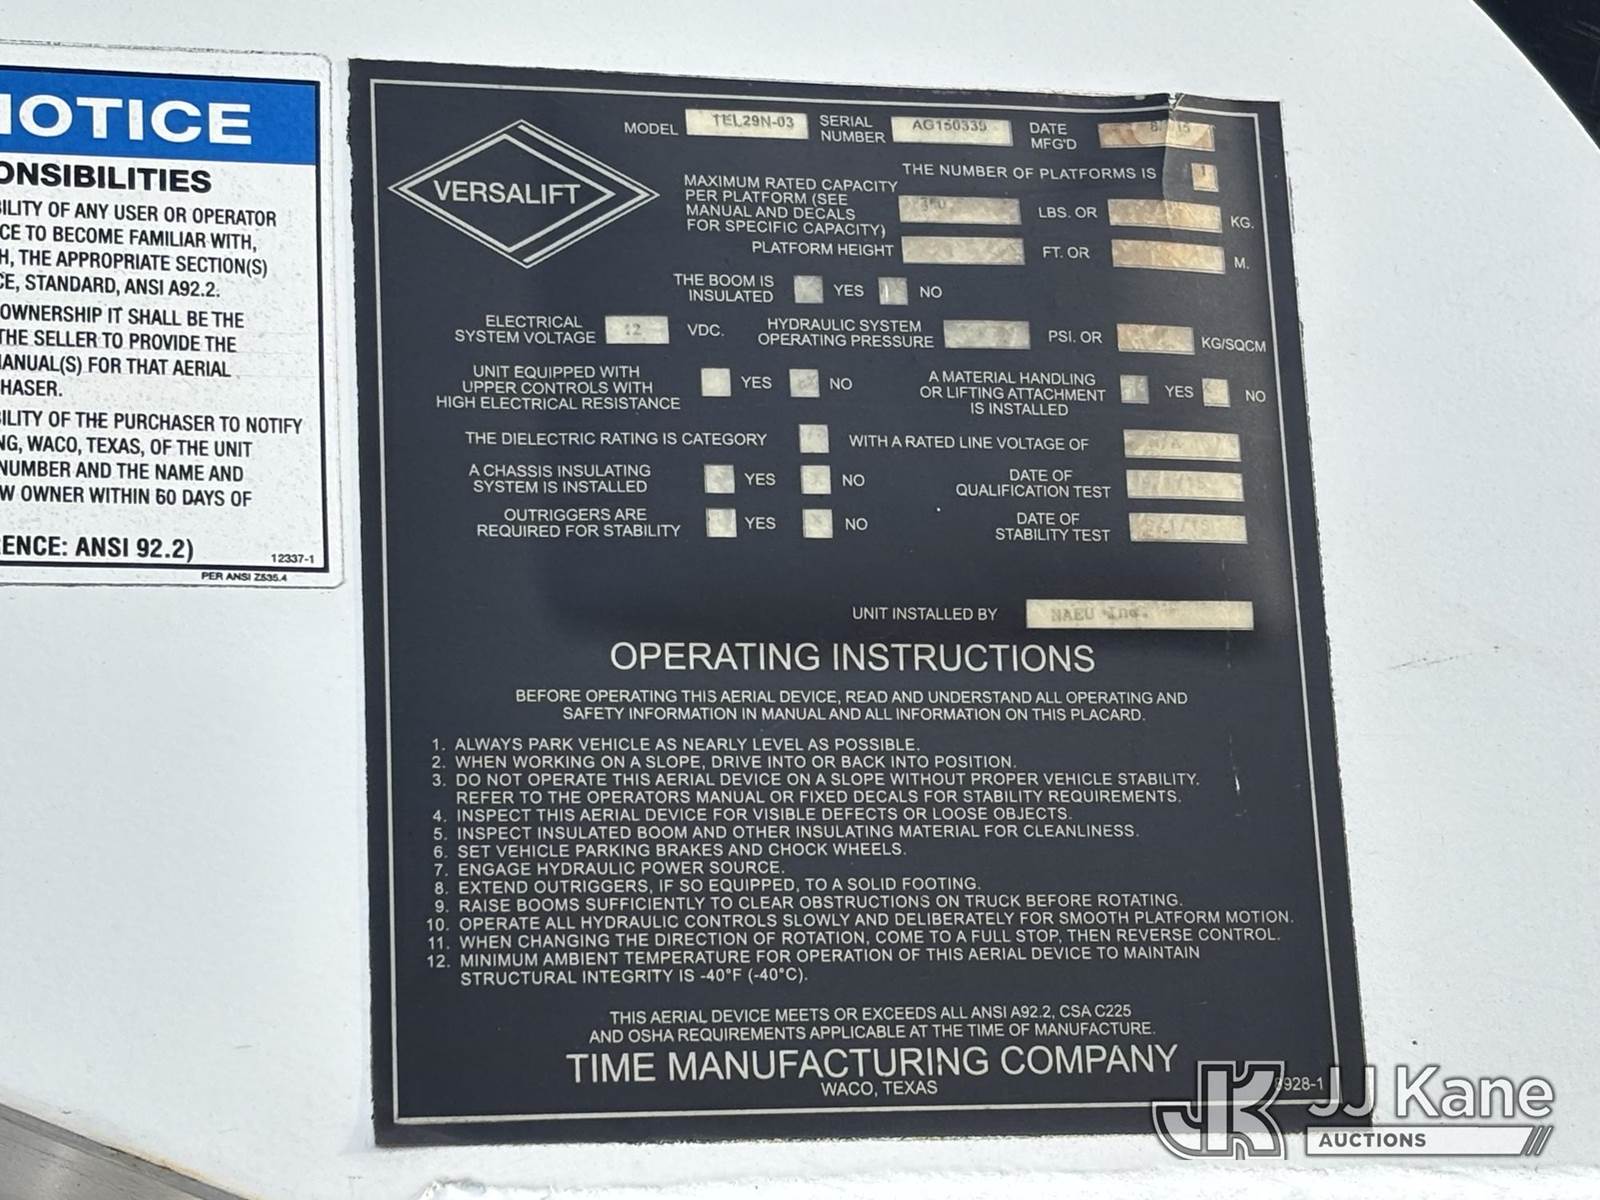 NOTICE
ONSIBILITIES
ILITY OF ANY USER OR OPERATOR
CE TO BECOME FAMILIAR WITH,
H, THE APPROPRIATE SECTION(S)
CE, STANDARD, ANSI A92.2.
OWNERSHIP IT SHALL BE THE
THE SELLER TO PROVIDE THE
MANUAL(S) FOR THAT AERIAL
HASER.
ILITY OF THE PURCHASER TO NOTIFY
NG, WACO, TEXAS, OF THE UNIT
NUMBER AND THE NAME AND
W OWNER WITHIN 60 DAYS OF
ENCE: ANSI 92.2)
12337-1
PER ANSI Z535.4
VERSALIFT
MODEL TEL29N-03 SERIAL NUMBER AG150339 DATE MFG'D
THE NUMBER OF PLATFORMS IS 1
MAXIMUM RATED CAPACITY
PER PLATFORM (SEE
MANUAL AND DECALS
FOR SPECIFIC CAPACITY) LBS. OR KG.
PLATFORM HEIGHT FT. OR M.
THE BOOM IS
INSULATED YES NO
ELECTRICAL
SYSTEM VOLTAGE 12 VDC. HYDRAULIC SYSTEM
OPERATING PRESSURE PSI. OR KG/SQCM
UNIT EQUIPPED WITH
UPPER CONTROLS WITH
HIGH ELECTRICAL RESISTANCE YES NO
A MATERIAL HANDLING
OR LIFTING ATTACHMENT
IS INSTALLED YES NO
THE DIELECTRIC RATING IS CATEGORY WITH A RATED LINE VOLTAGE OF
A CHASSIS INSULATING
SYSTEM IS INSTALLED YES NO
DATE OF
QUALIFICATION TEST
OUTRIGGERS ARE
REQUIRED FOR STABILITY YES NO
DATE OF
STABILITY TEST
UNIT INSTALLED BY NAEU Inc.
OPERATING INSTRUCTIONS
BEFORE OPERATING THIS AERIAL DEVICE, READ AND UNDERSTAND ALL OPERATING AND
SAFETY INFORMATION IN MANUAL AND ALL INFORMATION ON THIS PLACARD.
1. ALWAYS PARK VEHICLE AS NEARLY LEVEL AS POSSIBLE.
2. WHEN WORKING ON A SLOPE, DRIVE INTO OR BACK INTO POSITION.
3. DO NOT OPERATE THIS AERIAL DEVICE ON A SLOPE WITHOUT PROPER VEHICLE STABILITY.
REFER TO THE OPERATORS MANUAL OR FIXED DECALS FOR STABILITY REQUIREMENTS.
4. INSPECT THIS AERIAL DEVICE FOR VISIBLE DEFECTS OR LOOSE OBJECTS.
5. INSPECT INSULATED BOOM AND OTHER INSULATING MATERIAL FOR CLEANLINESS.
6. SET VEHICLE PARKING BRAKES AND CHOCK WHEELS.
7. ENGAGE HYDRAULIC POWER SOURCE.
8. EXTEND OUTRIGGERS, IF SO EQUIPPED, TO A SOLID FOOTING.
9. RAISE BOOMS SUFFICIENTLY TO CLEAR OBSTRUCTIONS ON TRUCK BEFORE ROTATING.
10. OPERATE ALL HYDRAULIC CONTROLS SLOWLY AND DELIBERATELY FOR SMOOTH PLATFORM MOTION.
11. WHEN CHANGING THE DIRECTION OF ROTATION, COME TO A FULL STOP, THEN REVERSE CONTROL.
12. MINIMUM AMBIENT TEMPERATURE FOR OPERATION OF THIS AERIAL DEVICE TO MAINTAIN
STRUCTURAL INTEGRITY IS -40°F (-40°C).
THIS AERIAL DEVICE MEETS OR EXCEEDS ALL ANSI A92.2, CSA C225
AND OSHA REQUIREMENTS APPLICABLE AT THE TIME OF MANUFACTURE.
TIME MANUFACTURING COMPANY
WACO, TEXAS
8928-1
JK JJ Kane
AUCTIONS